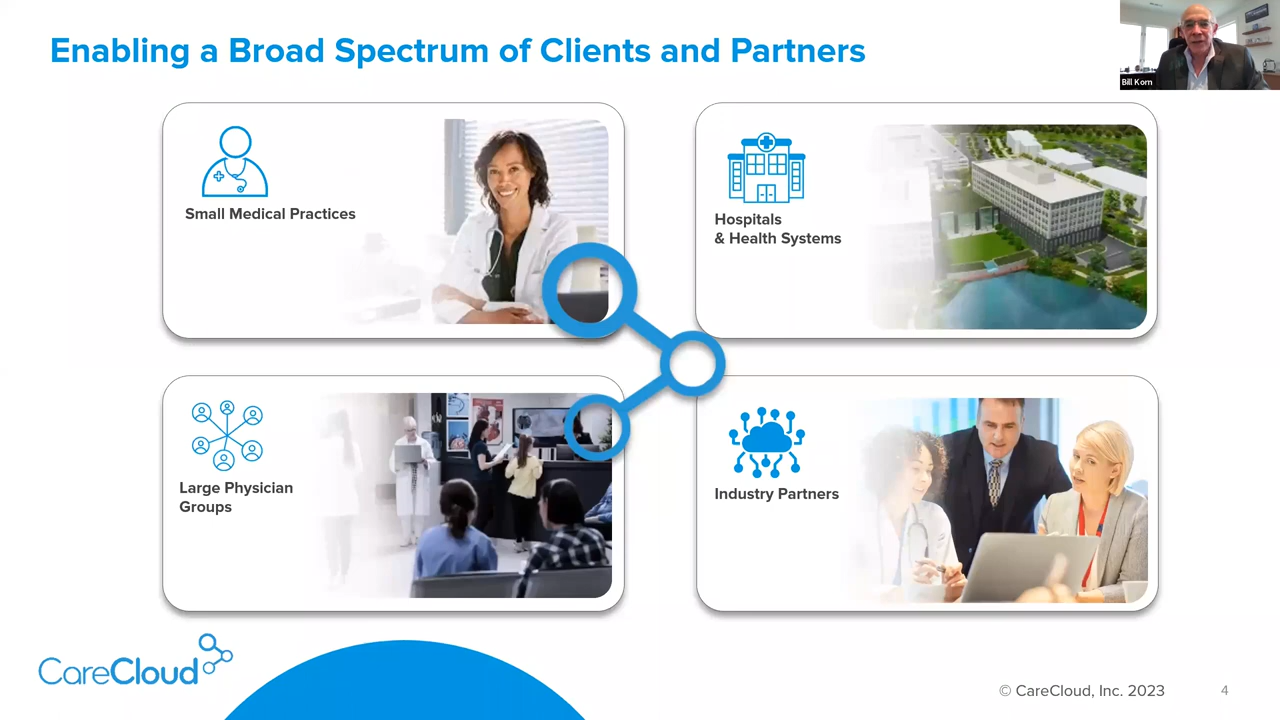 Enabling a Broad Spectrum of Clients and Partners
Bill Korn
Small Medical Practices
Hospitals
& Health Systems
Large Physician
Groups
Industry Partners
CareCloud
© CareCloud, Inc. 2023
4